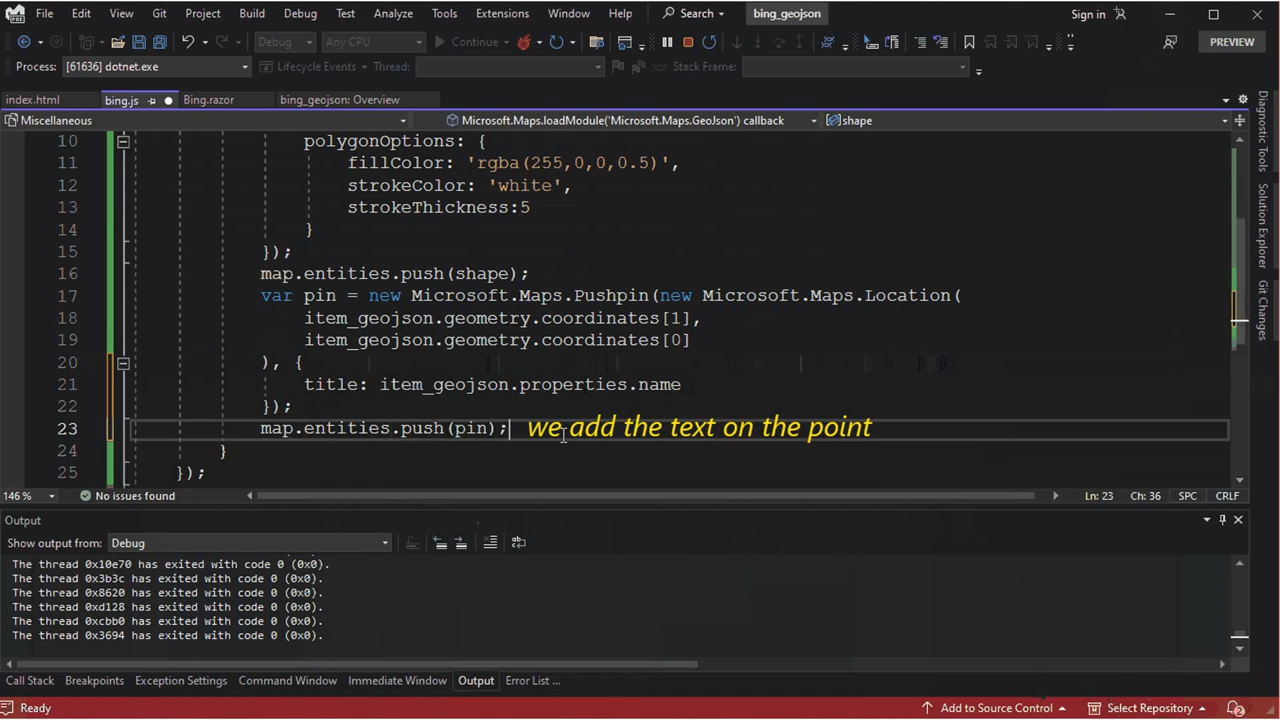 File Edit View Git Project Build Debug Test Analyze Tools Extensions Window Help Search bing_geojson Sign in
PRE
Debug Any CPU Continue PREVIEW
Process: [61636] dotnet.exe Lifecycle Events Thread: Stack Frame:
index.html bing.js Bing.razor bing_geojson: Overview
Miscellaneous Microsoft.Maps.loadModule('Microsoft.Maps.GeoJson') callback shape
10 polygonOptions: {
11 fillColor: 'rgba(255,0,0,0.5)',
12 strokeColor: 'white',
13 strokeThickness:5
14 }
15 });
16 map.entities.push(shape);
17 var pin = new Microsoft.Maps.Pushpin(new Microsoft.Maps.Location(
18 item_geojson.geometry.coordinates[1],
19 item_geojson.geometry.coordinates[0]
20 ), {
21 title: item_geojson.properties.name
22 });
23 map.entities.push(pin); we add the text on the point
24 }
25 });
146 % No issues found Ln: 23 Ch: 36 SPC CRLF
Output
Show output from: Debug
The thread 0x10e70 has exited with code 0 (0x0).
The thread 0x3b3c has exited with code 0 (0x0).
The thread 0x8620 has exited with code 0 (0x0).
The thread 0xd128 has exited with code 0 (0x0).
The thread 0xcbb0 has exited with code 0 (0x0).
The thread 0x3694 has exited with code 0 (0x0).
Call Stack Breakpoints Exception Settings Command Window Immediate Window Output Error List ...
Ready Add to Source Control Select Repository 2
Diagnostic Tools
Solution Explorer
Git Changes